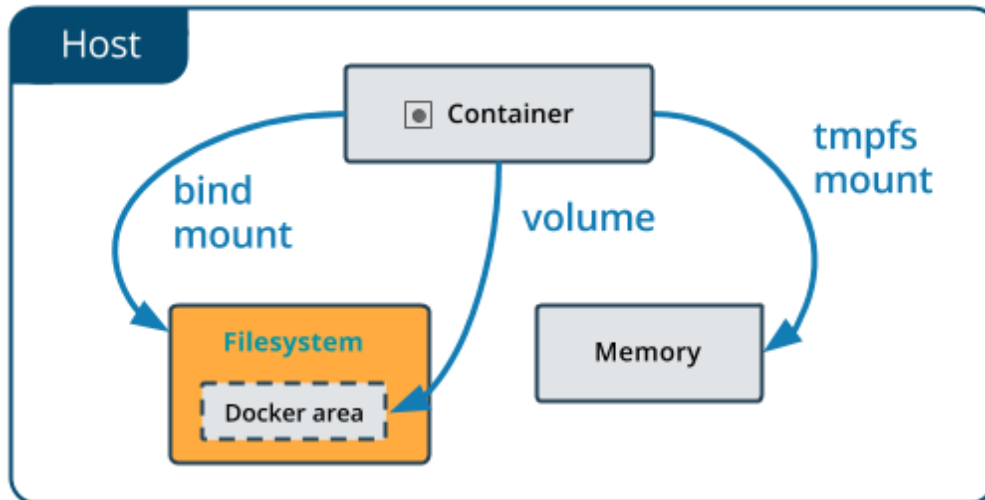 Host
Container
tmpfs
mount
bind
mount
volume
Filesystem
Memory
Docker area